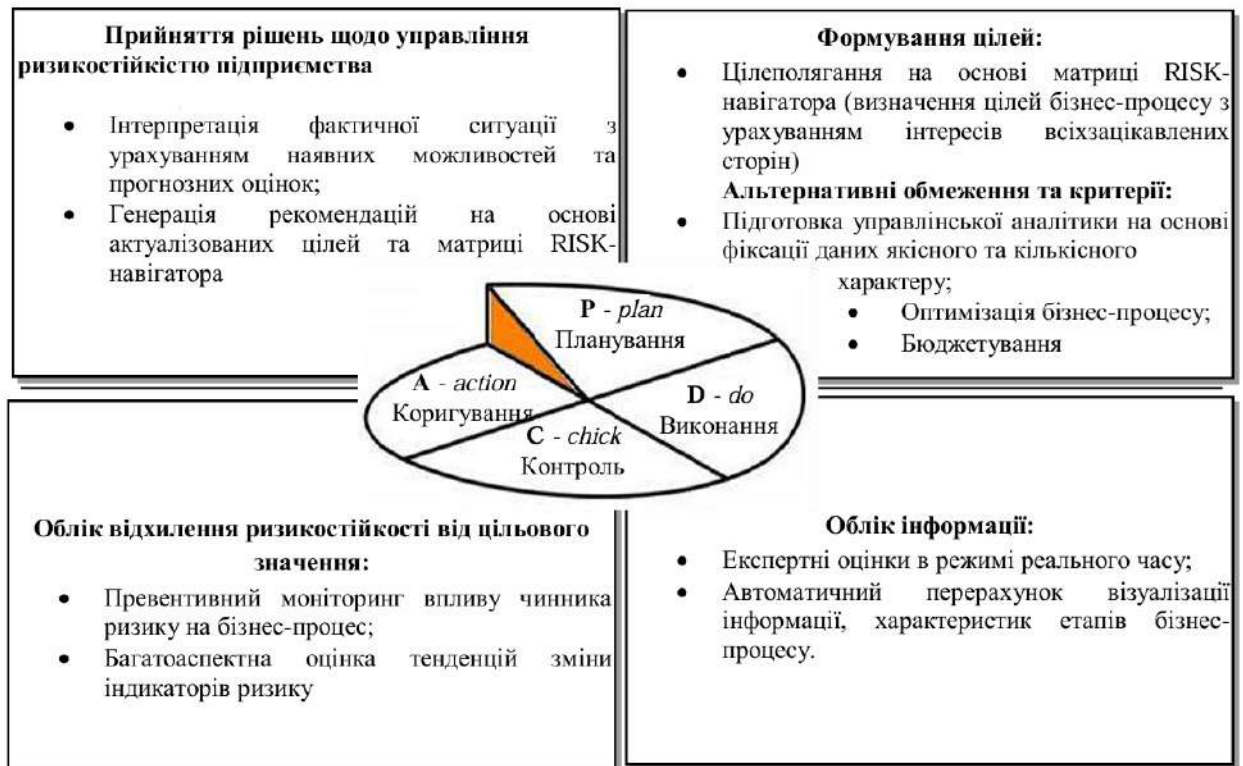 Прийняття рішень щодо управління
ризикостійкістю підприємства
• Інтерпретація фактичної ситуації з
урахуванням наявних можливостей та
прогнозних оцінок;
• Генерація рекомендацій на основі
актуалізованих цілей та матриці RISK-
навігатора
Формування цілей:
• Цілеполягання на основі матриці RISK-
навігатора (визначення цілей бізнес-процесу з
урахуванням інтересів всіхзацікавлених
сторін)
Альтернативні обмеження та критерії:
• Підготовка управлінської аналітики на основі
фіксації даних якісного та кількісного
характеру;
• Оптимізація бізнес-процесу;
• Бюджетування
P - plan
Планування
A - action
Коригування
D - do
Виконання
C - chick
Контроль
Облік відхилення ризикостійкості від цільового
значення:
• Превентивний моніторинг впливу чинника
ризику на бізнес-процес;
• Багатоаспектна оцінка тенденцій зміни
індикаторів ризику
Облік інформації:
• Експертні оцінки в режимі реального часу;
• Автоматичний перерахунок візуалізації
інформації, характеристик етапів бізнес-
процесу.